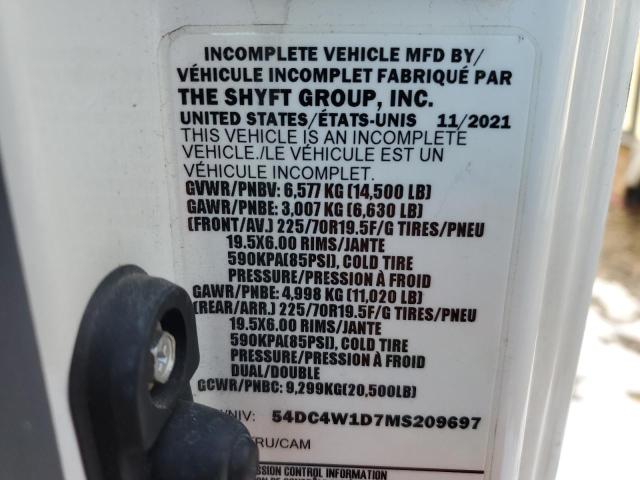 INCOMPLETE VEHICLE MFD BY/
VÉHICULE INCOMPLET FABRIQUÉ PAR
THE SHYFT GROUP, INC.
UNITED STATES/ÉTATS-UNIS 11/2021
THIS VEHICLE IS AN INCOMPLETE
VEHICLE./LE VÉHICULE EST UN
VÉHICULE INCOMPLET.
GVWR/PNBV: 6,577 KG (14,500 LB)
GAWR/PNBE: 3,007 KG (6,630 LB)
(FRONT/AV.) 225/70R19.5F/G TIRES/PNEU
19.5X6.00 RIMS/JANTE
590KPA(85PSI), COLD TIRE
PRESSURE/PRESSION À FROID
GAWR/PNBE: 4,998 KG (11,020 LB)
(REAR/ARR.) 225/70R19.5F/G TIRES/PNEU
19.5X6.00 RIMS/JANTE
590KPA(85PSI), COLD TIRE
PRESSURE/PRESSION À FROID
DUAL/DOUBLE
GCWR/PNBC: 9,299KG(20,500LB)
/NIV: 54DC4W1D7MS209697
TRU/CAM
SSION CONTROL INFORMATION